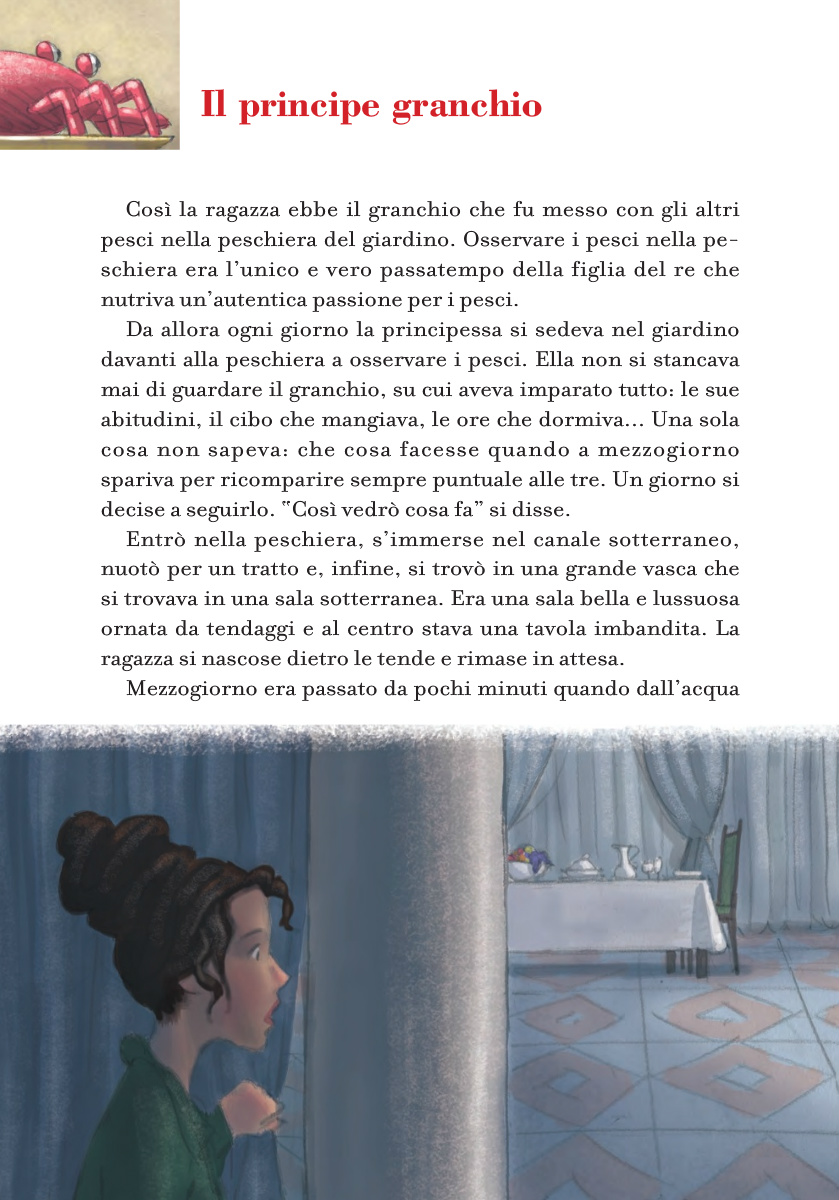 Il principe granchio
Così la ragazza ebbe il granchio che fu messo con gli altri
pesci nella peschiera del giardino. Osservare i pesci nella pe-
schiera era l’unico e vero passatempo della figlia del re che
nutriva un’autentica passione per i pesci.
Da allora ogni giorno la principessa si sedeva nel giardino
davanti alla peschiera a osservare i pesci. Ella non si stancava
mai di guardare il granchio, su cui aveva imparato tutto: le sue
abitudini, il cibo che mangiava, le ore che dormiva... Una sola
cosa non sapeva: che cosa facesse quando a mezzogiorno
spariva per ricomparire sempre puntuale alle tre. Un giorno si
decise a seguirlo. “Così vedrò cosa fa” si disse.
Entrò nella peschiera, s’immerse nel canale sotterraneo,
nuotò per un tratto e, infine, si trovò in una grande vasca che
si trovava in una sala sotterranea. Era una sala bella e lussuosa
ornata da tendaggi e al centro stava una tavola imbandita. La
ragazza si nascose dietro le tende e rimase in attesa.
Mezzogiorno era passato da pochi minuti quando dall’acqua